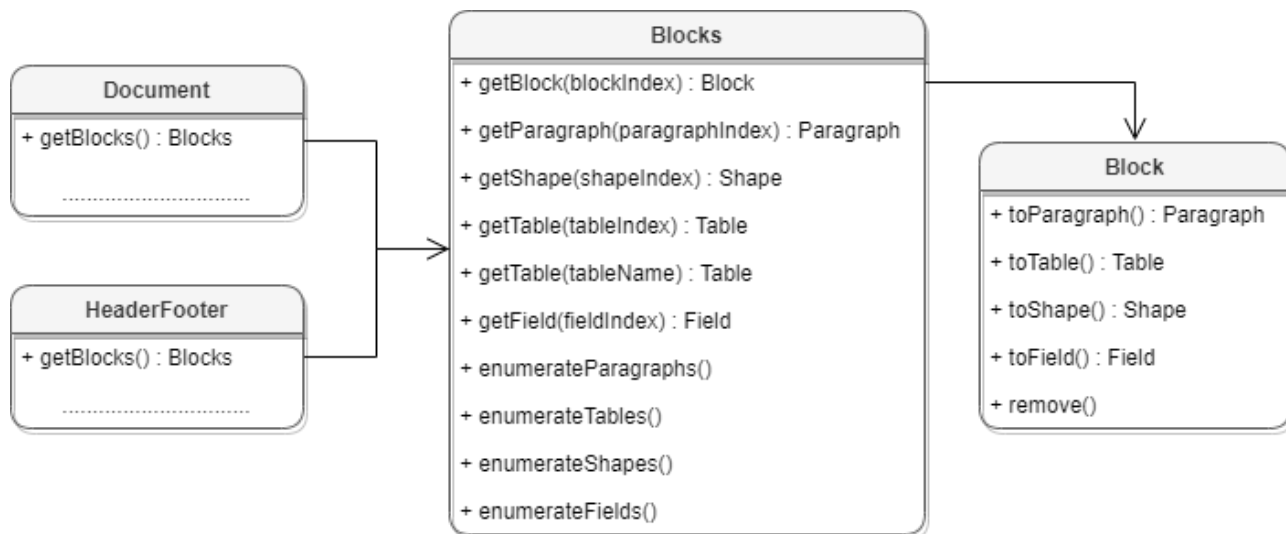 Document
+ getBlocks() : Blocks
..............................
HeaderFooter
+ getBlocks() : Blocks
..............................
Blocks
+ getBlock(blockIndex) : Block
+ getParagraph(paragraphIndex) : Paragraph
+ getShape(shapeIndex) : Shape
+ getTable(tableIndex) : Table
+ getTable(tableName) : Table
+ getField(fieldIndex) : Field
+ enumerateParagraphs()
+ enumerateTables()
+ enumerateShapes()
+ enumerateFields()
Block
+ toParagraph() : Paragraph
+ toTable() : Table
+ toShape() : Shape
+ toField() : Field
+ remove()